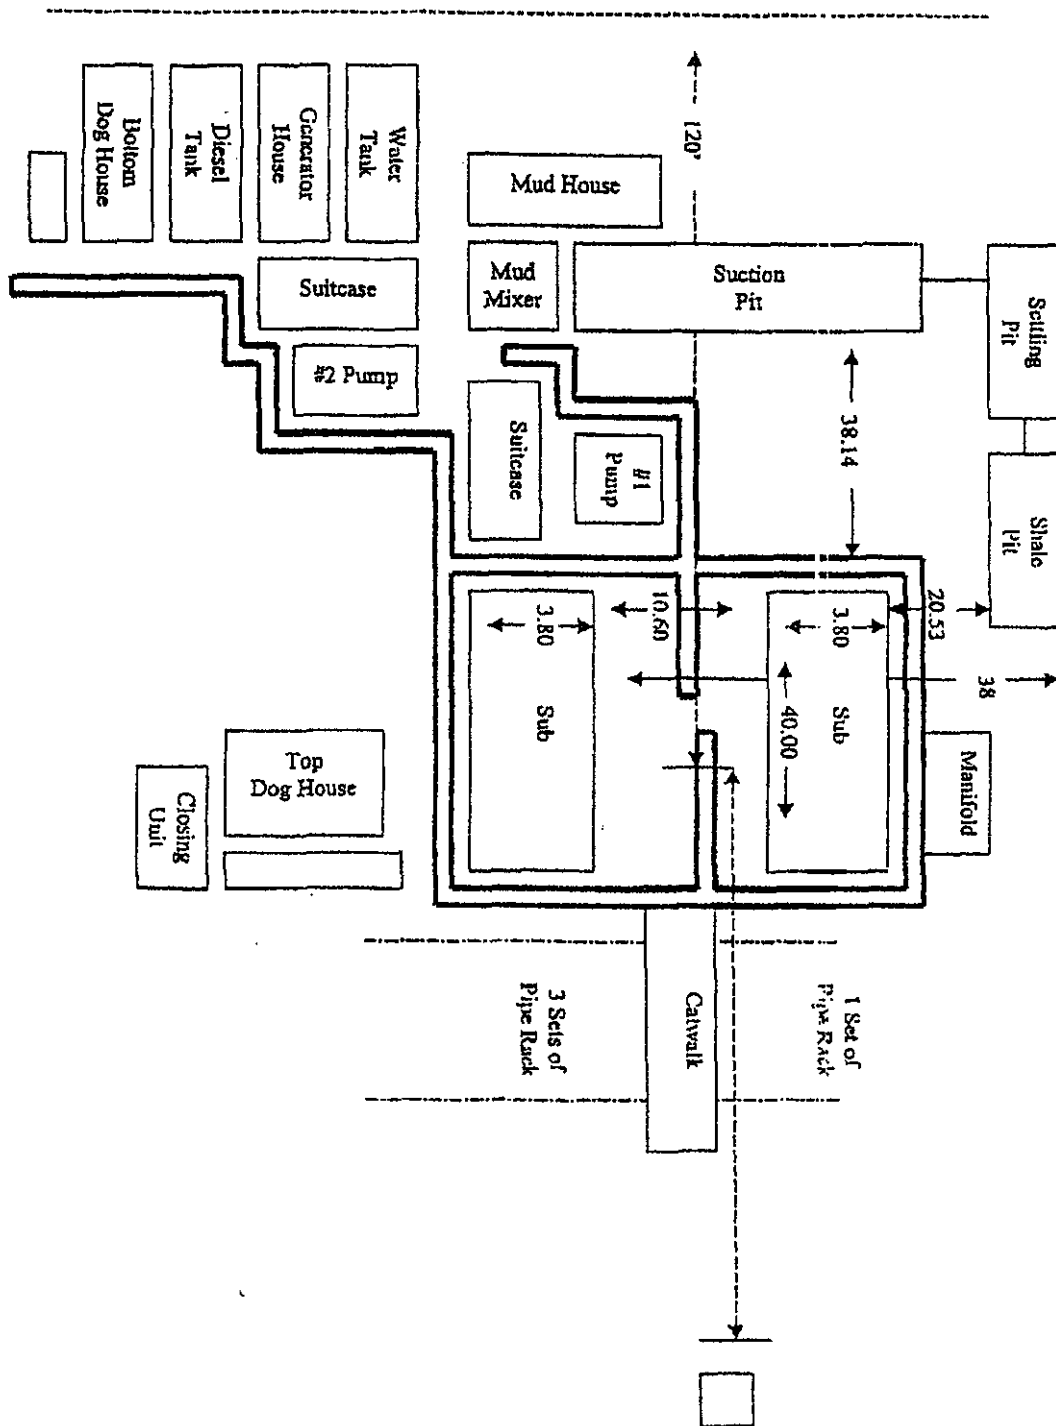 Bottom
Dog House
Diesel
Tank
Generator
House
Water
Tank
120'
Mud House
Suitcase
Mud
Mixer
Suction
Pit
Settling
Pit
#2 Pump
Suitcase
#1
Pump
38.14
Shale
Pit
3.80
10.60
3.80
20.53
38
Sub
40.00
Sub
Manifold
Top
Dog House
Closing
Unit
3 Sets of
Pipe Rack
Catwalk
1 Set of
Pipe Rack